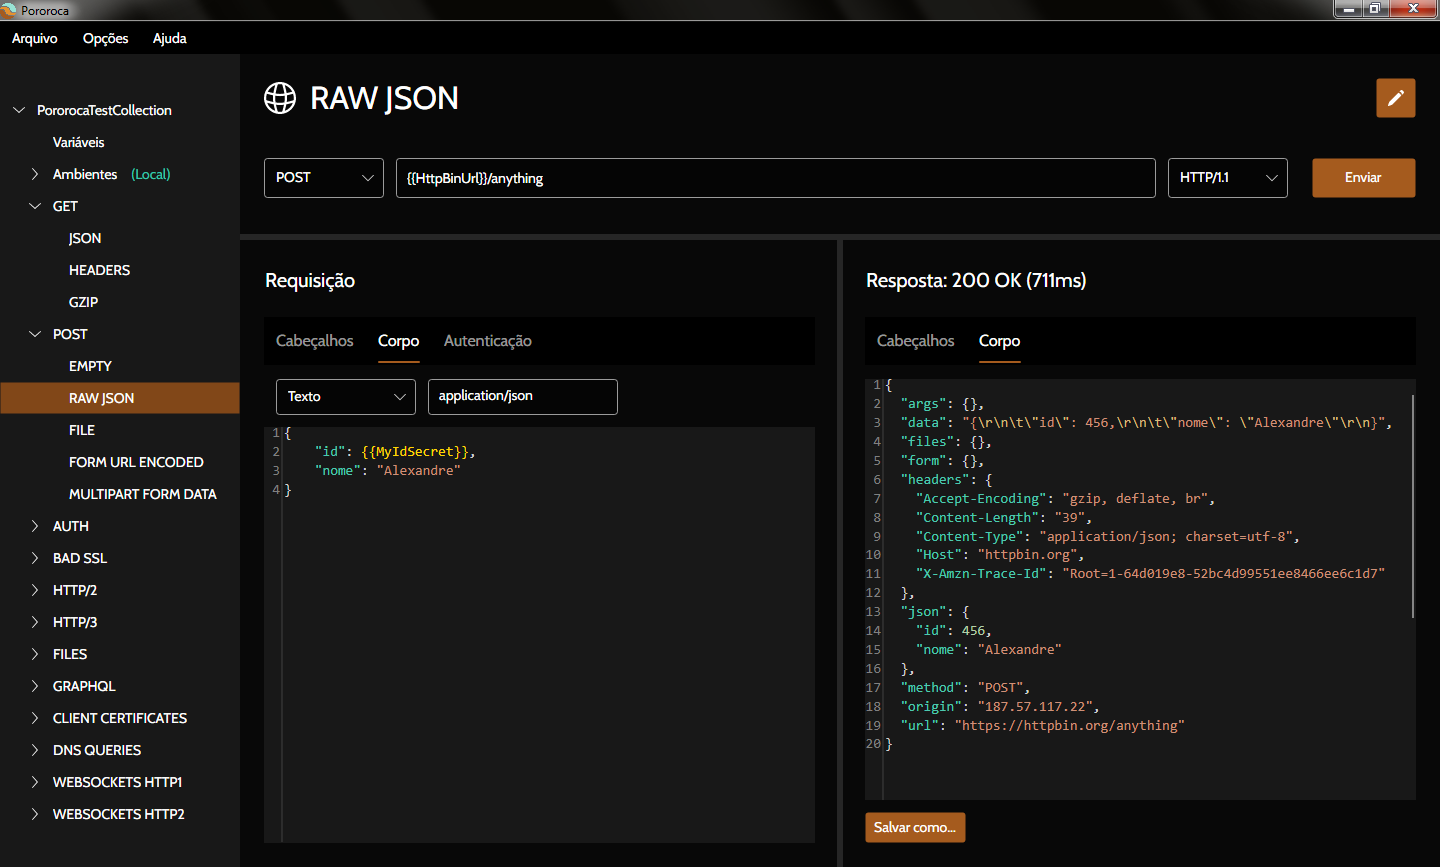 Pororoca
Arquivo Opções Ajuda
PororocaTestCollection
Variáveis
Ambientes (Local)
GET
JSON
HEADERS
GZIP
POST
EMPTY
RAW JSON
FILE
FORM URL ENCODED
MULTIPART FORM DATA
AUTH
BAD SSL
HTTP/2
HTTP/3
FILES
GRAPHQL
CLIENT CERTIFICATES
DNS QUERIES
WEBSOCKETS HTTP1
WEBSOCKETS HTTP2
RAW JSON
POST {{HttpBinUrl}}/anything HTTP/1.1 Enviar
Requisição
Cabeçalhos Corpo Autenticação
Texto application/json
1 {
2     "id": {{MyIdSecret}},
3     "nome": "Alexandre"
4 }
Resposta: 200 OK (711ms)
Cabeçalhos Corpo
1 {
2   "args": {},
3   "data": "{\r\n\t\"id\": 456,\r\n\t\"nome\": \"Alexandre\"\r\n}",
4   "files": {},
5   "form": {},
6   "headers": {
7     "Accept-Encoding": "gzip, deflate, br",
8     "Content-Length": "39",
9     "Content-Type": "application/json; charset=utf-8",
10     "Host": "httpbin.org",
11     "X-Amzn-Trace-Id": "Root=1-64d019e8-52bc4d99551ee8466ee6c1d7"
12   },
13   "json": {
14     "id": 456,
15     "nome": "Alexandre"
16   },
17   "method": "POST",
18   "origin": "187.57.117.22",
19   "url": "https://httpbin.org/anything"
20 }
Salvar como...